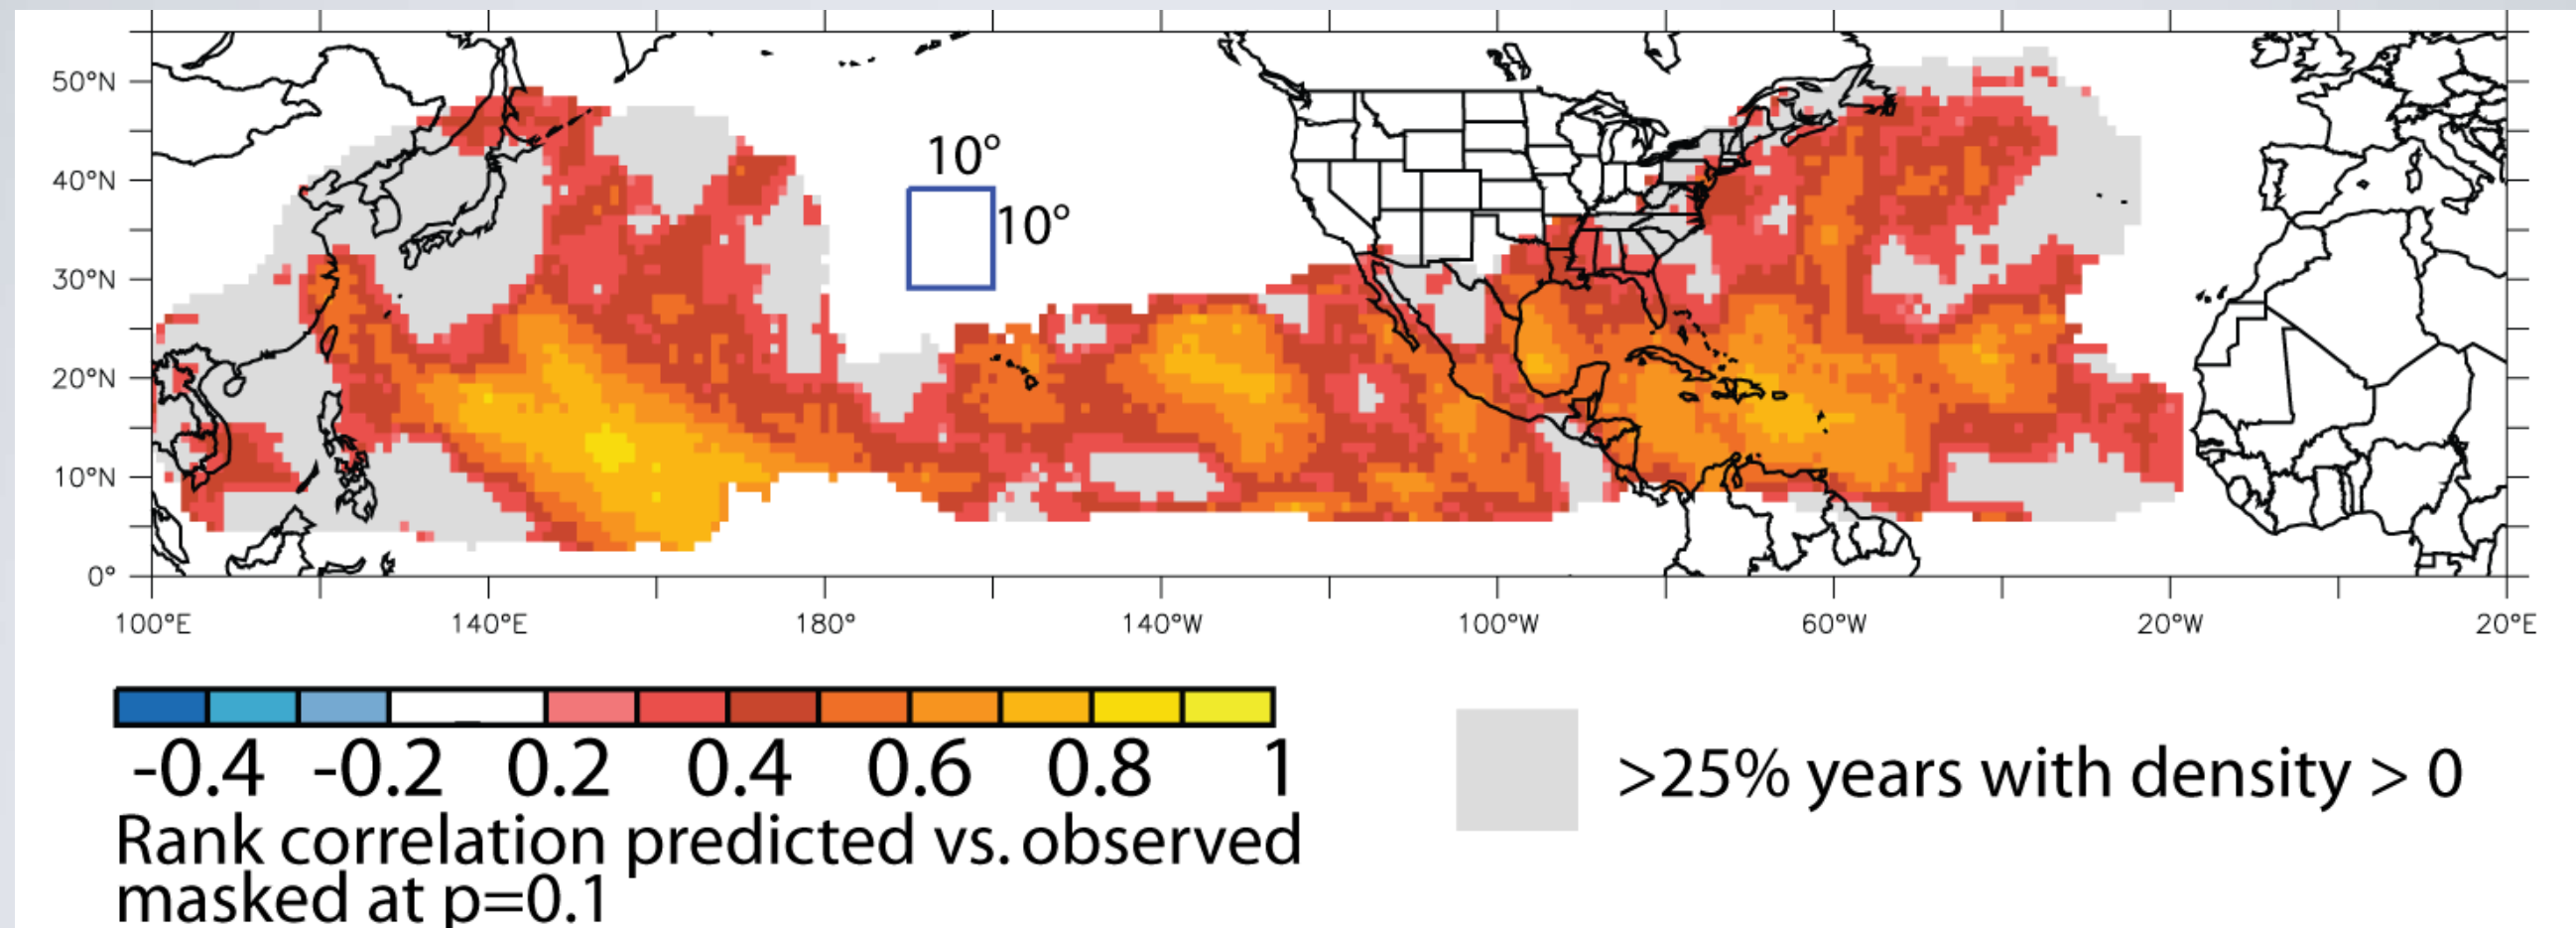 50°N
40°N
30°N
20°N
10°N
0°
10°
10°
100°E 140°E 180° 140°W 100°W 60°W 20°W 20°E
-0.4 -0.2 0.2 0.4 0.6 0.8 1
Rank correlation predicted vs. observed
masked at p=0.1
>25% years with density > 0